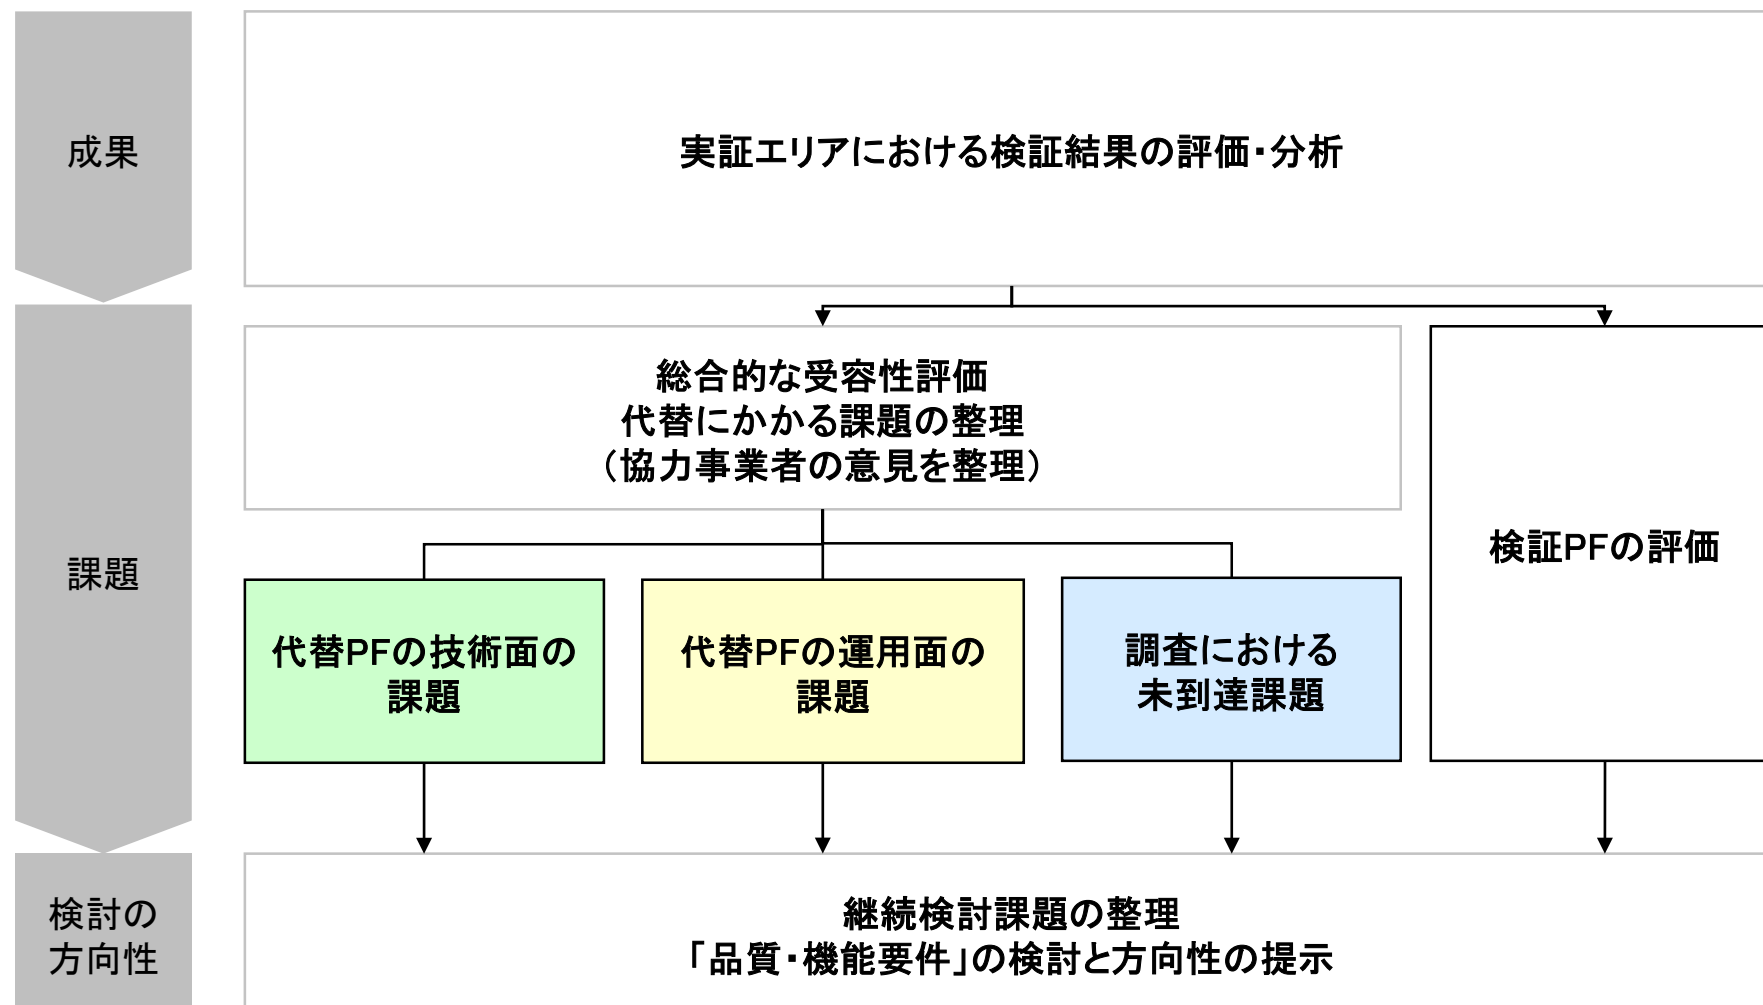 成果
実証エリアにおける検証結果の評価・分析
課題
総合的な受容性評価
代替にかかる課題の整理
（協力事業者の意見を整理）
検証PFの評価
代替PFの技術面の
課題
代替PFの運用面の
課題
調査における
未到達課題
検討の
方向性
継続検討課題の整理
「品質・機能要件」の検討と方向性の提示